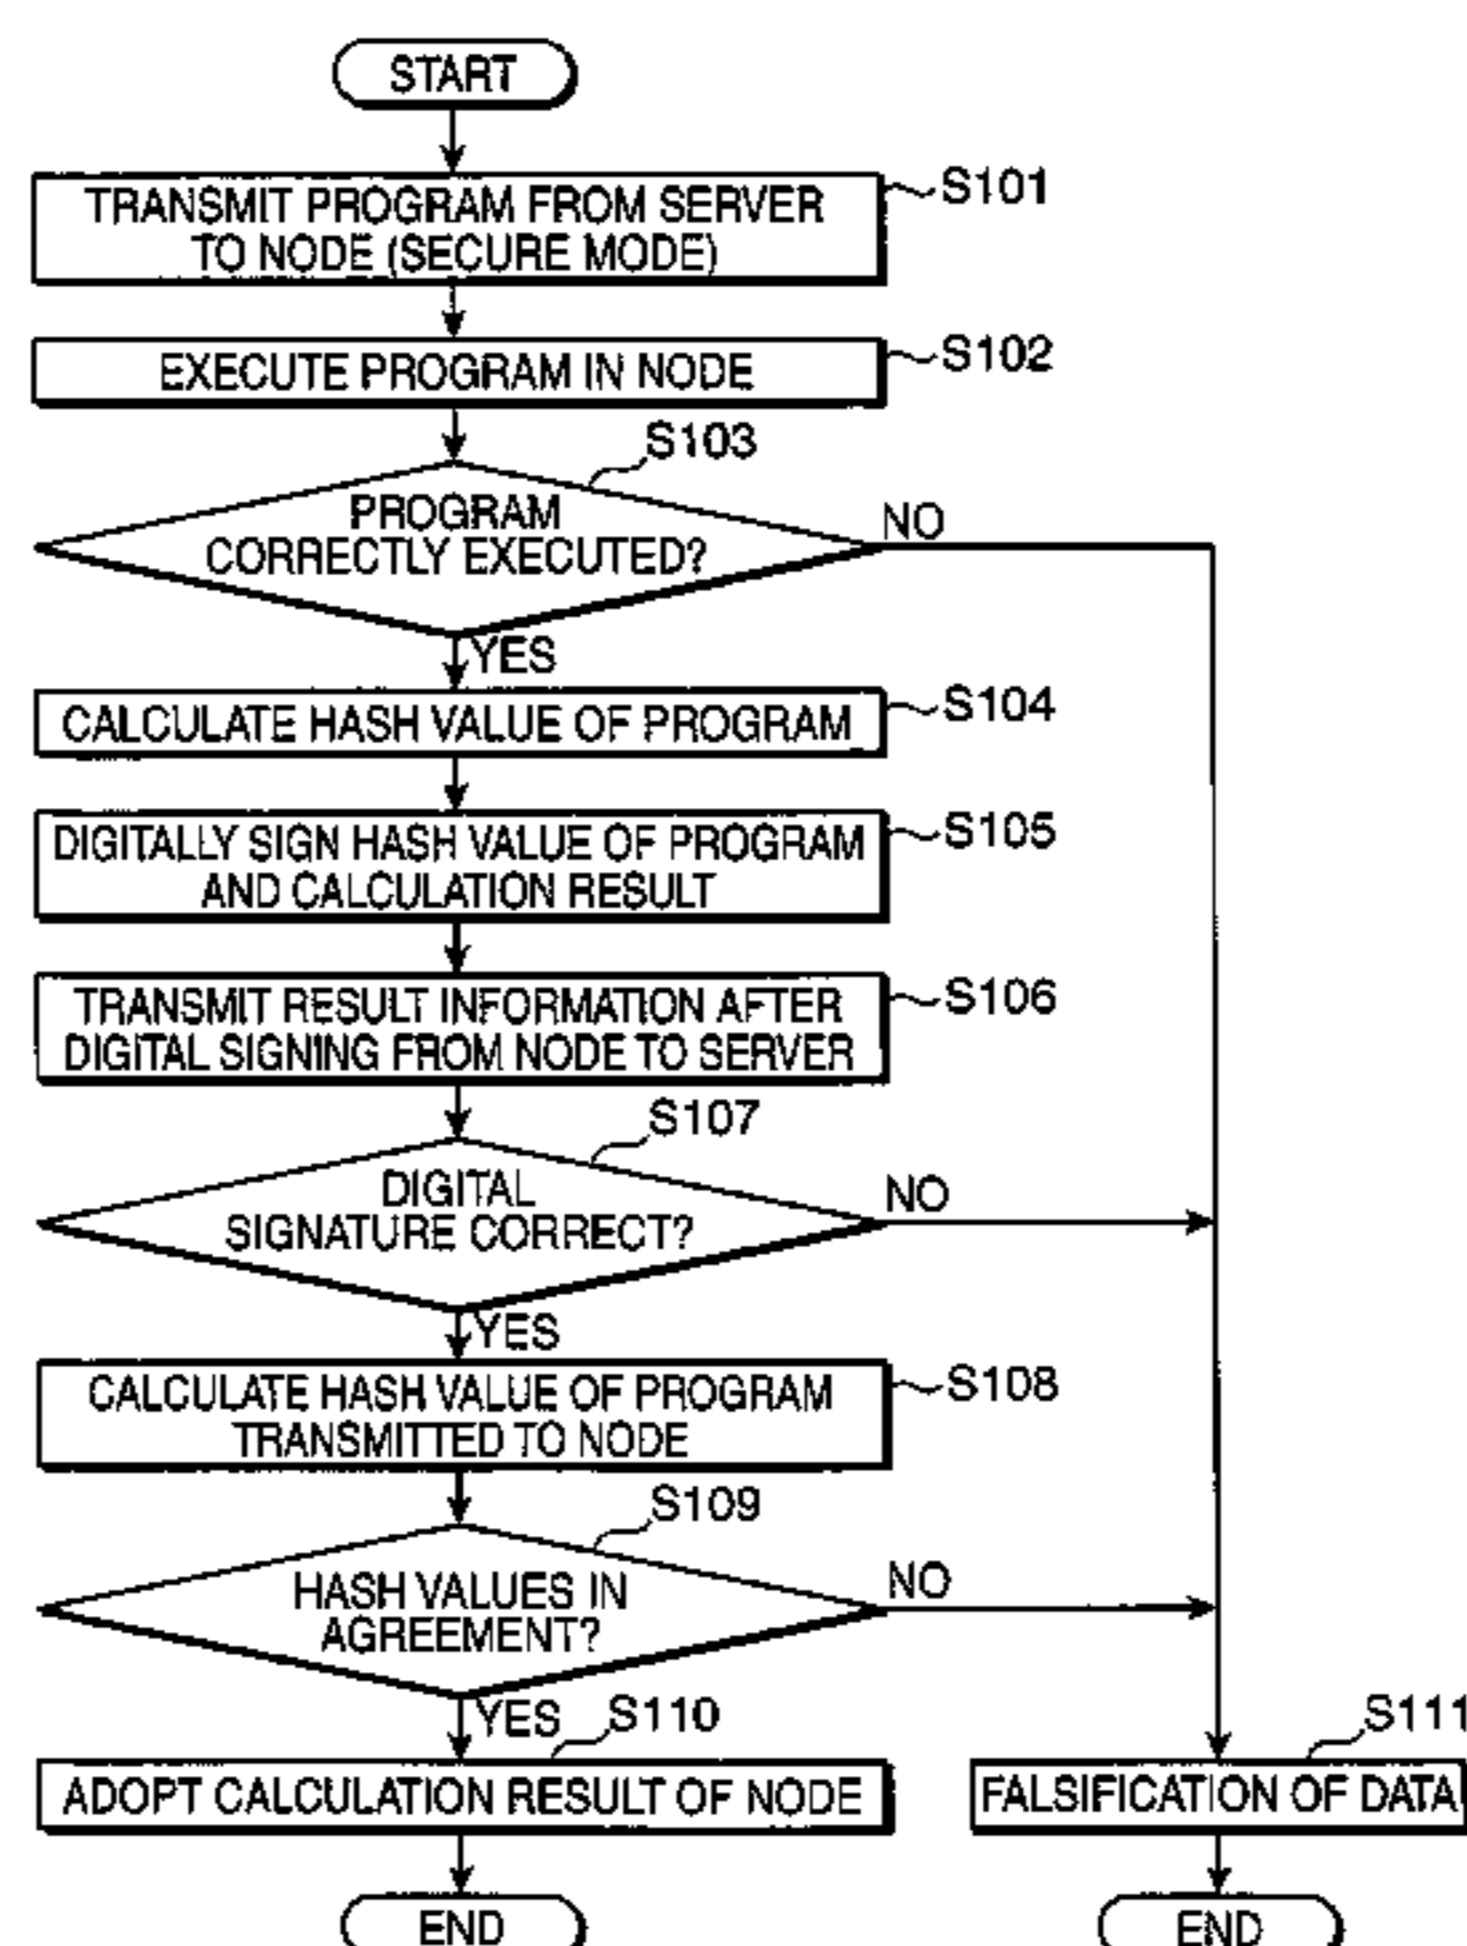 START
TRANSMIT PROGRAM FROM SERVER
TO NODE (SECURE MODE)
S101
EXECUTE PROGRAM IN NODE
S102
S103
PROGRAM
CORRECTLY EXECUTED?
NO
YES
CALCULATE HASH VALUE OF PROGRAM
S104
DIGITALLY SIGN HASH VALUE OF PROGRAM
AND CALCULATION RESULT
S105
TRANSMIT RESULT INFORMATION AFTER
DIGITAL SIGNING FROM NODE TO SERVER
S106
S107
DIGITAL
SIGNATURE CORRECT?
NO
YES
CALCULATE HASH VALUE OF PROGRAM
TRANSMITTED TO NODE
S108
S109
HASH VALUES IN
AGREEMENT?
NO
YES
S110
ADOPT CALCULATION RESULT OF NODE
S111
FALSIFICATION OF DATA
END
END